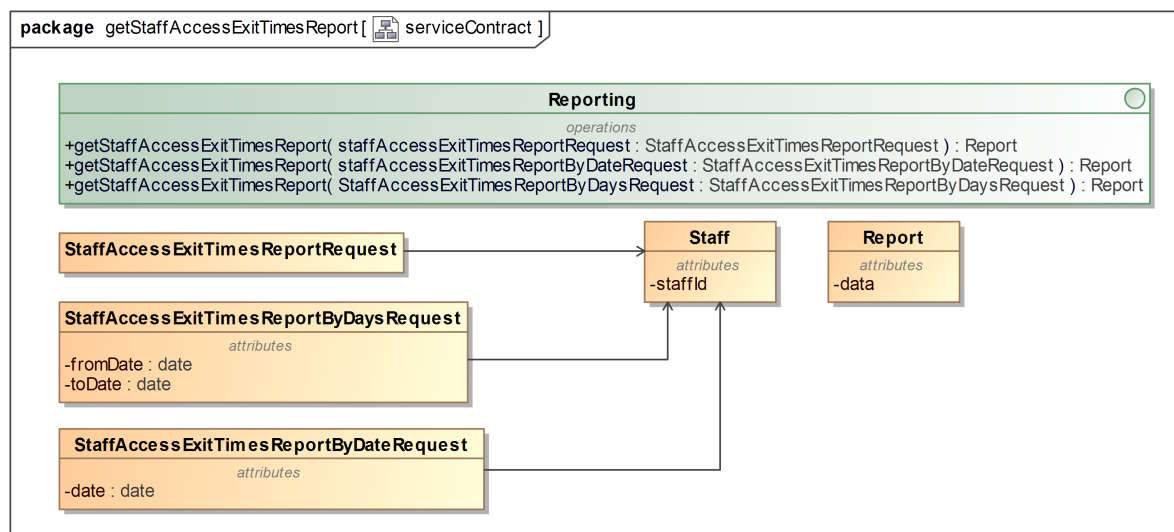 package getStaffAccessExitTimesReport [ serviceContract ]
Reporting
operations
+getStaffAccessExitTimesReport( staffAccessExitTimesReportRequest : StaffAccessExitTimesReportRequest ) : Report
+getStaffAccessExitTimesReport( staffAccessExitTimesReportByDateRequest : StaffAccessExitTimesReportByDateRequest ) : Report
+getStaffAccessExitTimesReport( StaffAccessExitTimesReportByDaysRequest : StaffAccessExitTimesReportByDaysRequest ) : Report
StaffAccessExitTimesReportRequest
Staff
attributes
-staffId
Report
attributes
-data
StaffAccessExitTimesReportByDaysRequest
attributes
-fromDate : date
-toDate : date
StaffAccessExitTimesReportByDateRequest
attributes
-date : date